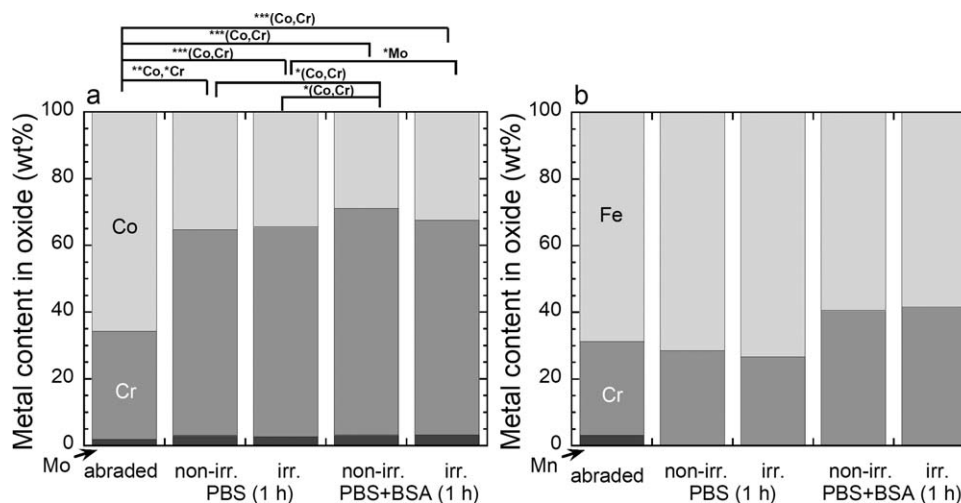 ***(Co,Cr)
***(Co,Cr)
***(Co,Cr)
*Mo
**Co,*Cr
*(Co,Cr)
*(Co,Cr)
a
Metal content in oxide (wt%)
100
80
60
40
20
0
Co
Cr
Mo
abraded
non-irr.
irr.
non-irr.
irr.
PBS (1 h)
PBS+BSA (1 h)
b
Metal content in oxide (wt%)
100
80
60
40
20
0
Fe
Cr
Mn
abraded
non-irr.
irr.
non-irr.
irr.
PBS (1 h)
PBS+BSA (1 h)